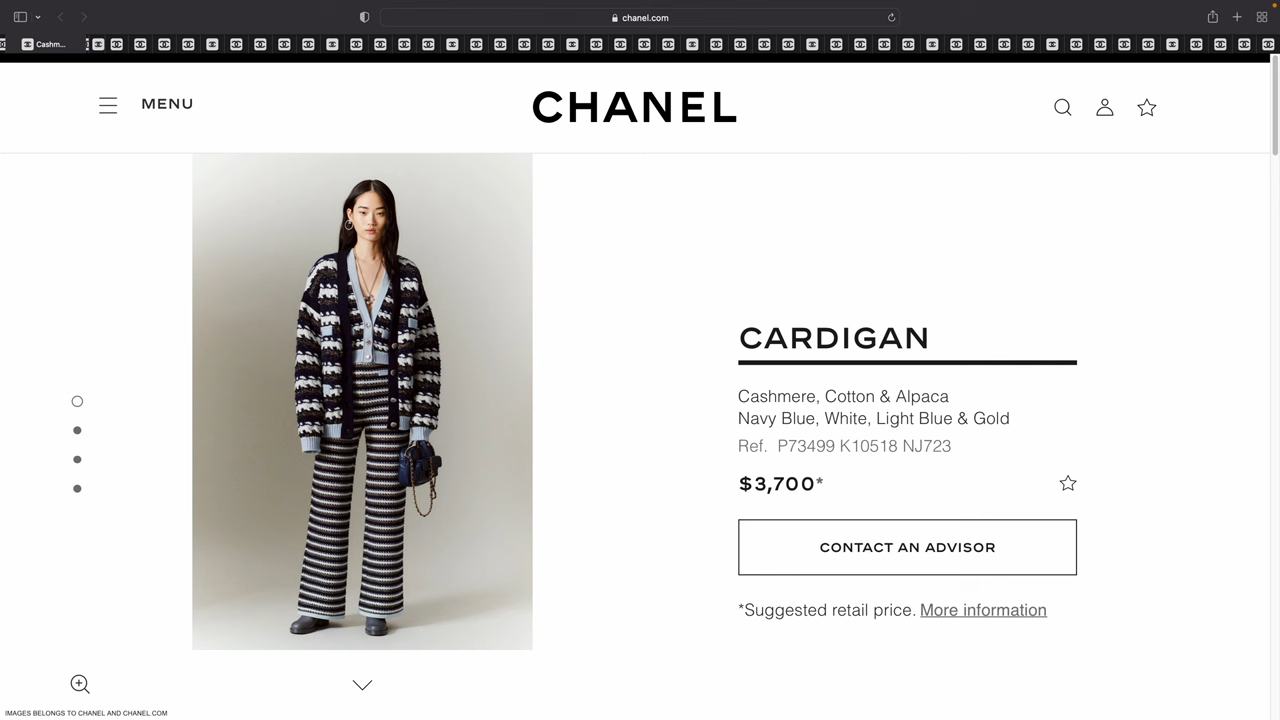 chanel.com
Cashm...
MENU
CHANEL
CARDIGAN
Cashmere, Cotton & Alpaca
Navy Blue, White, Light Blue & Gold
Ref. P73499 K10518 NJ723
$3,700*
CONTACT AN ADVISOR
*Suggested retail price. More information
IMAGES BELONGS TO CHANEL AND CHANEL.COM